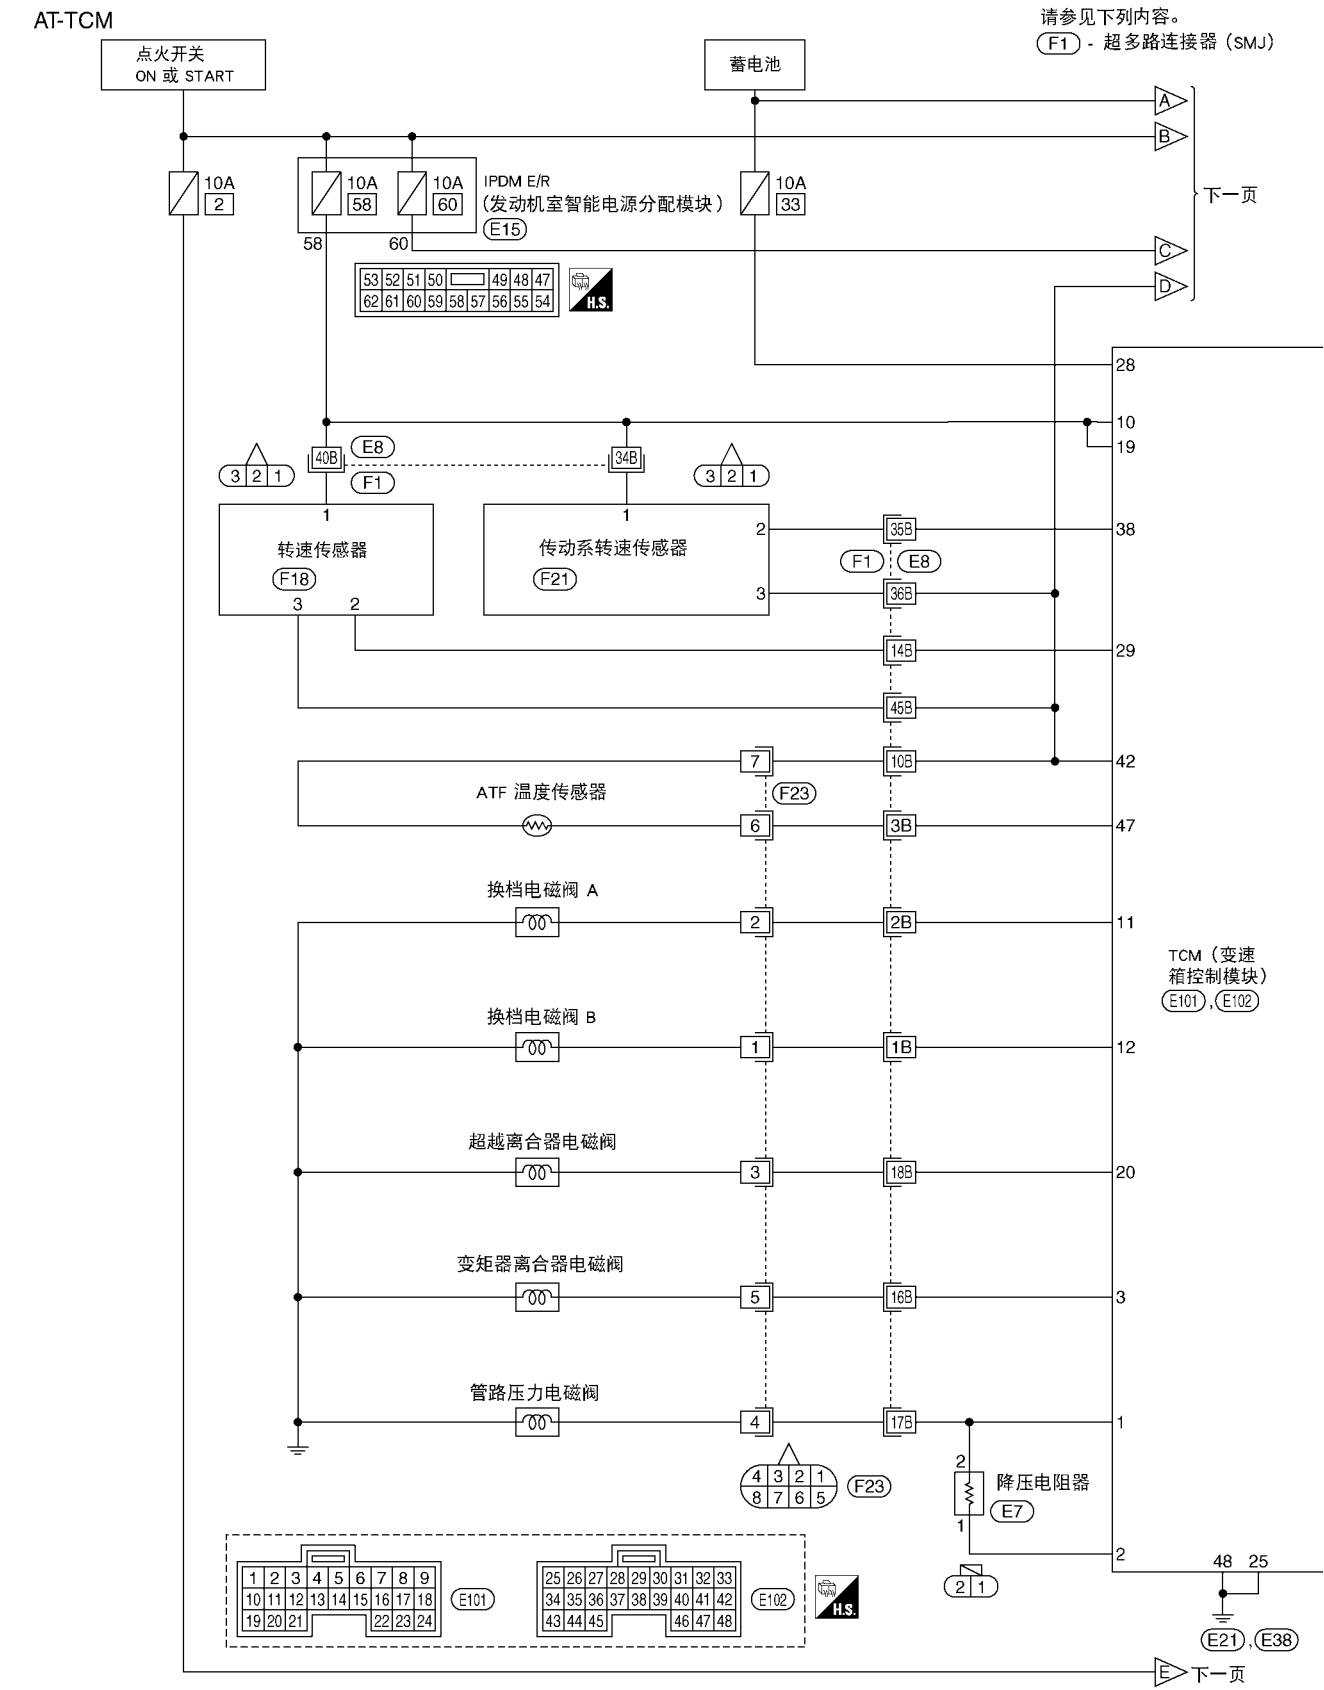 AT-TCM
请参见下列内容。
F1 - 超多路连接器（SMJ）
点火开关
ON 或 START
蓄电池
A
B
10A
2
10A
58
10A
60
IPDM E/R
(发动机室智能电源分配模块)
E15
10A
33
下一页
58
60
C
D
53 52 51 50 49 48 47
62 61 60 59 58 57 56 55 54
H.S.
28
10
19
E8
40B
34B
F1
3 2 1
3 2 1
1
转速传感器
F18
3 2
1
传动系转速传感器
F21
2
35B
38
F1 E8
3
36B
14B
29
45B
7
10B
42
ATF 温度传感器
F23
6
3B
47
换档电磁阀 A
2
2B
11
TCM（变速
箱控制模块）
E101 , E102
换档电磁阀 B
1
1B
12
超越离合器电磁阀
3
18B
20
变矩器离合器电磁阀
5
16B
3
管路压力电磁阀
4
17B
1
4 3 2 1
8 7 6 5
F23
2
降压电阻器
E7
1
2
2 1
1 2 3 4 5 6 7 8 9
10 11 12 13 14 15 16 17 18
19 20 21 22 23 24
E101
25 26 27 28 29 30 31 32 33
34 35 36 37 38 39 40 41 42
43 44 45 46 47 48
E102
H.S.
48 25
E21 , E38
E 下一页